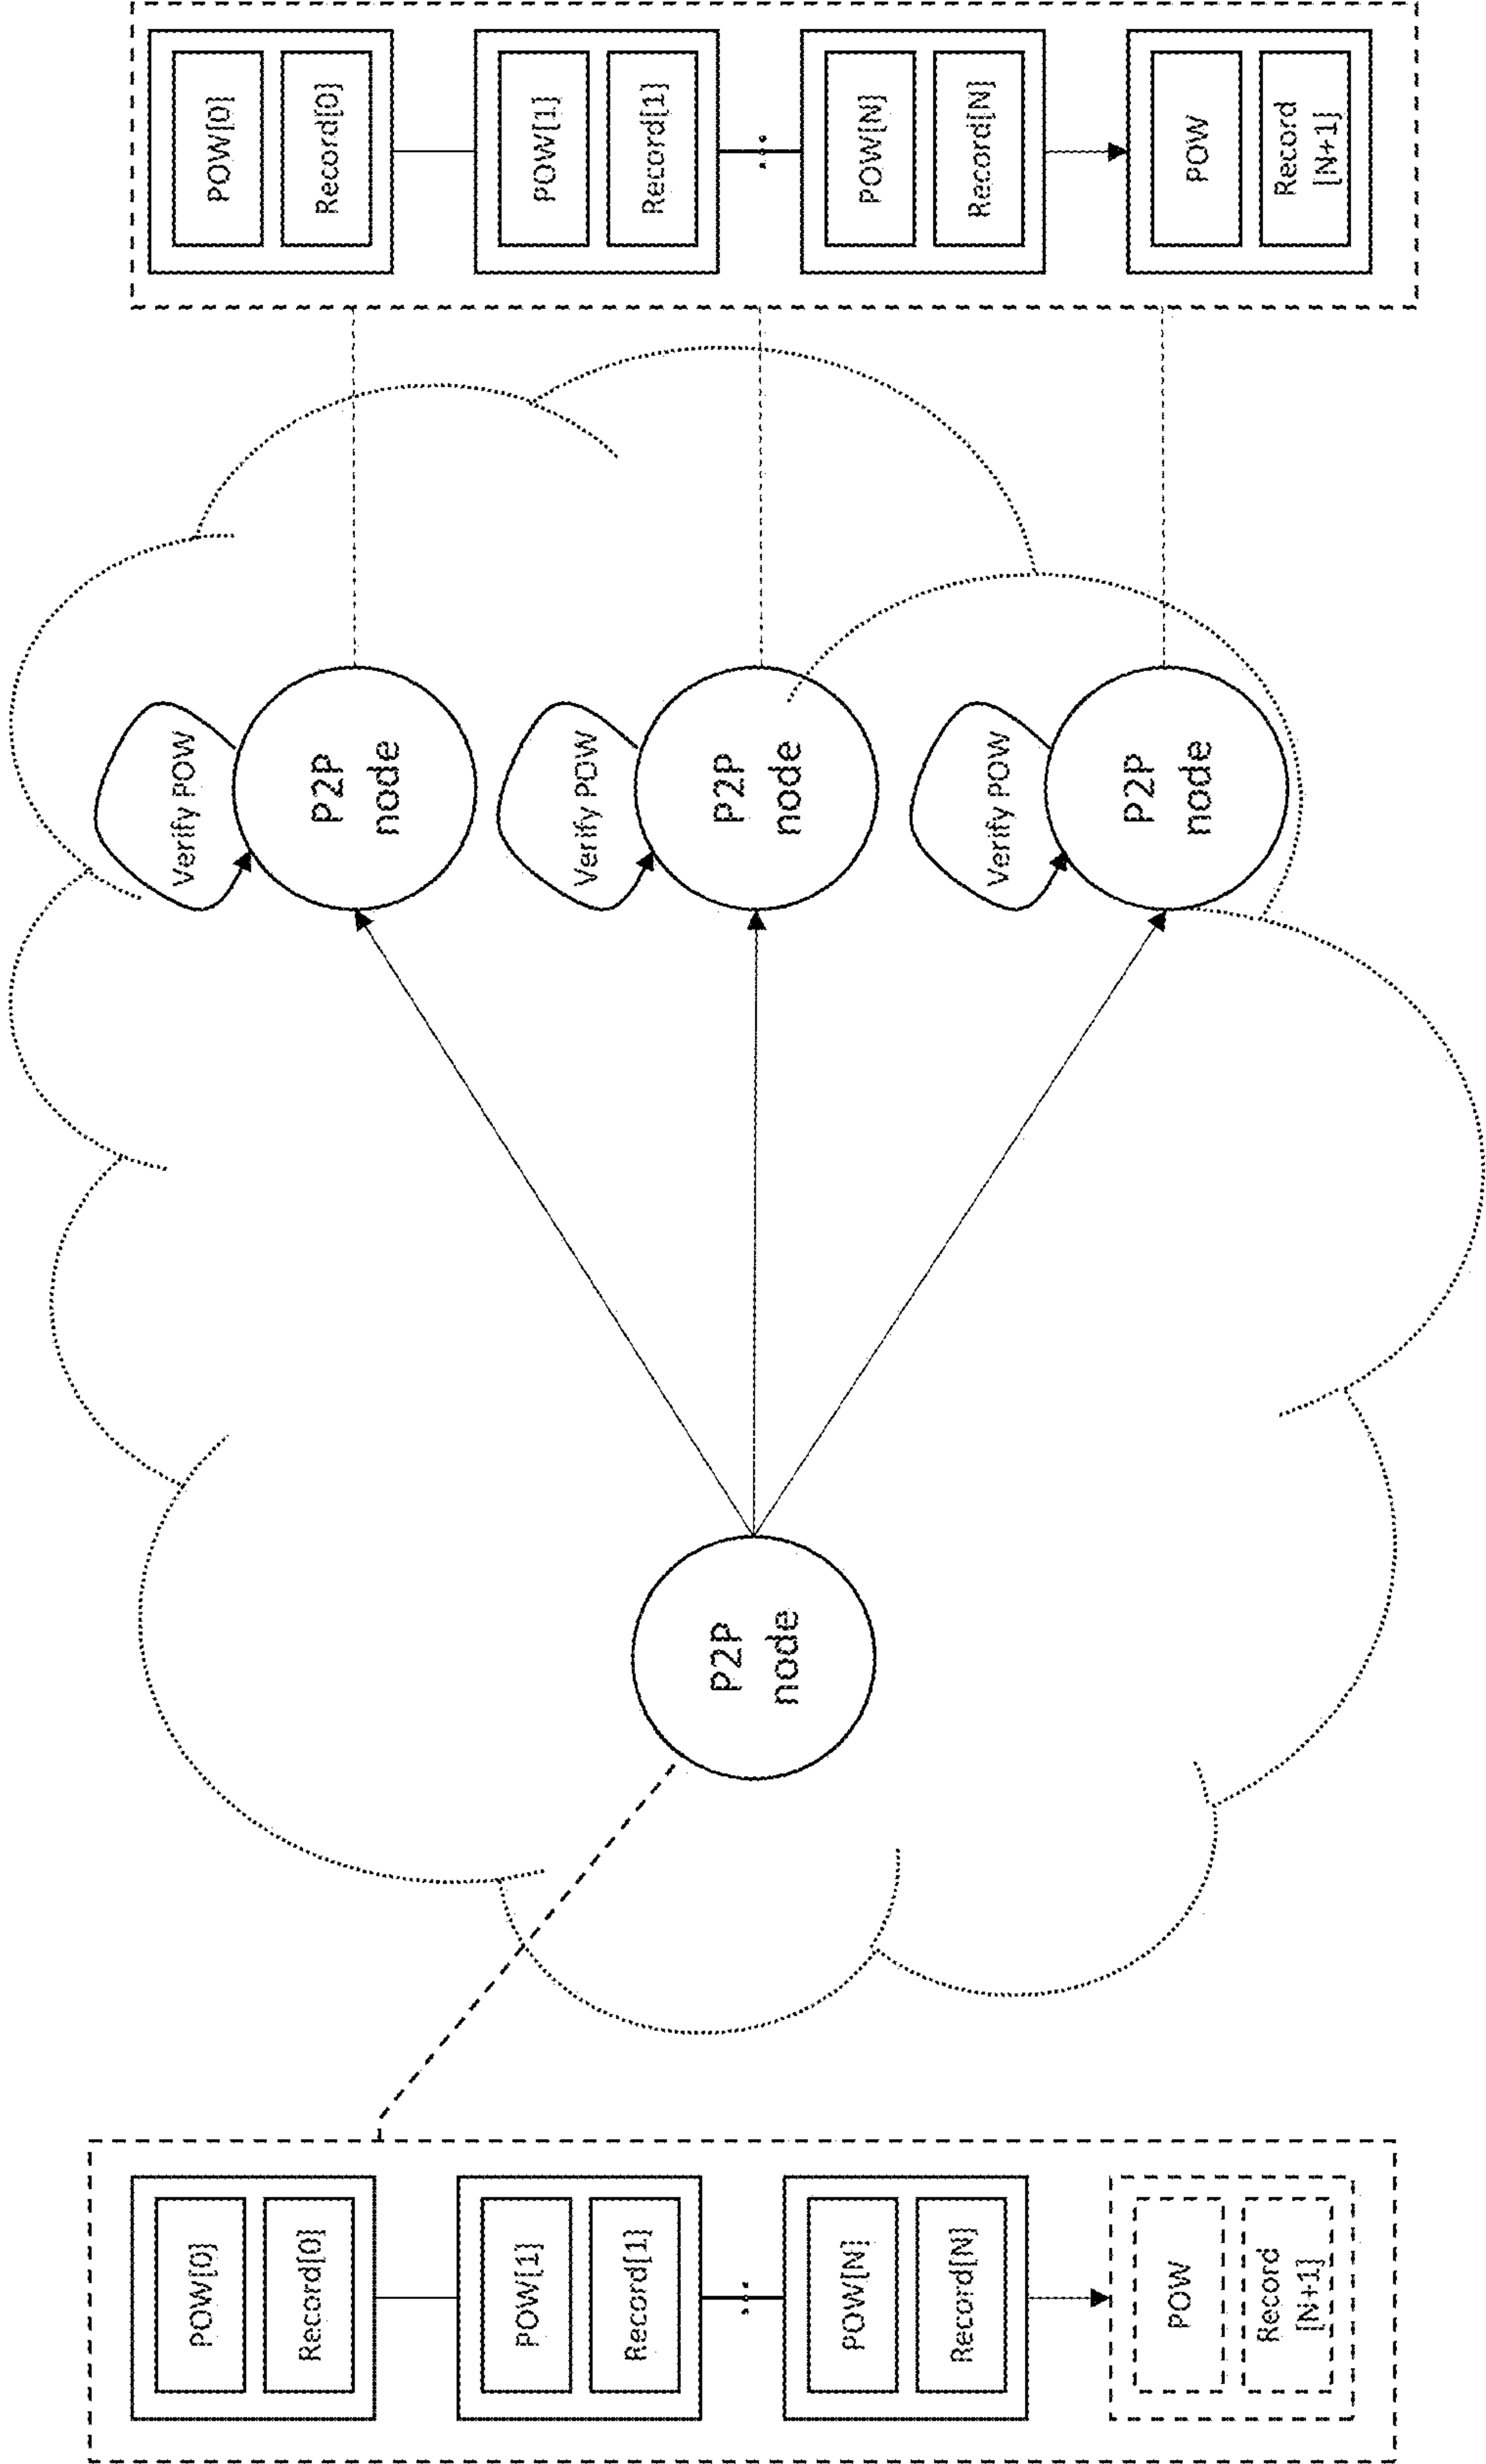 POW[0]
Record[0]
POW[1]
Record[1]
POW[N]
Record[N]
POW
Record
[N+1]
P2P
node
Verify POW
P2P
node
Verify POW
P2P
node
Verify POW
P2P
node
POW[0]
Record[0]
POW[1]
Record[1]
POW[N]
Record[N]
POW
Record
[N+1]